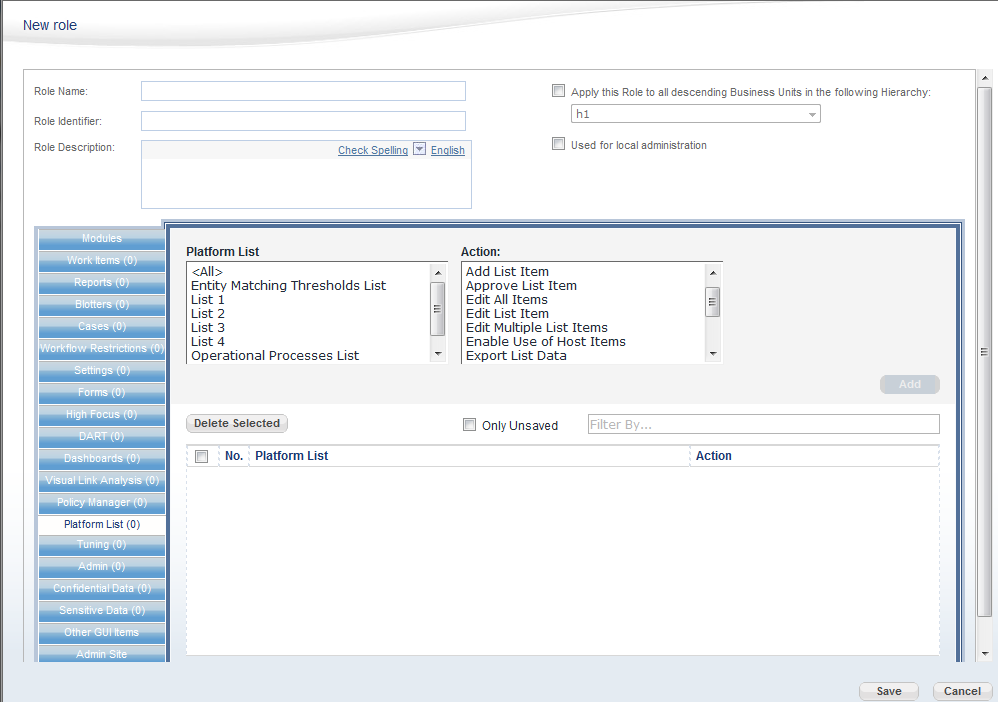 New role
Role Name:
Role Identifier:
Role Description:
Check Spelling English
Apply this Role to all descending Business Units in the following Hierarchy:
h1
Used for local administration
Modules
Work Items (0)
Reports (0)
Blotters (0)
Cases (0)
Workflow Restrictions (0)
Settings (0)
Forms (0)
High Focus (0)
DART (0)
Dashboards (0)
Visual Link Analysis (0)
Policy Manager (0)
Platform List (0)
Tuning (0)
Admin (0)
Confidential Data (0)
Sensitive Data (0)
Other GUI Items
Admin Site
Platform List
<All>
Entity Matching Thresholds List
List 1
List 2
List 3
List 4
Operational Processes List
Action:
Add List Item
Approve List Item
Edit All Items
Edit List Item
Edit Multiple List Items
Enable Use of Host Items
Export List Data
Add
Delete Selected
Only Unsaved
Filter By...
No. Platform List Action
Save Cancel